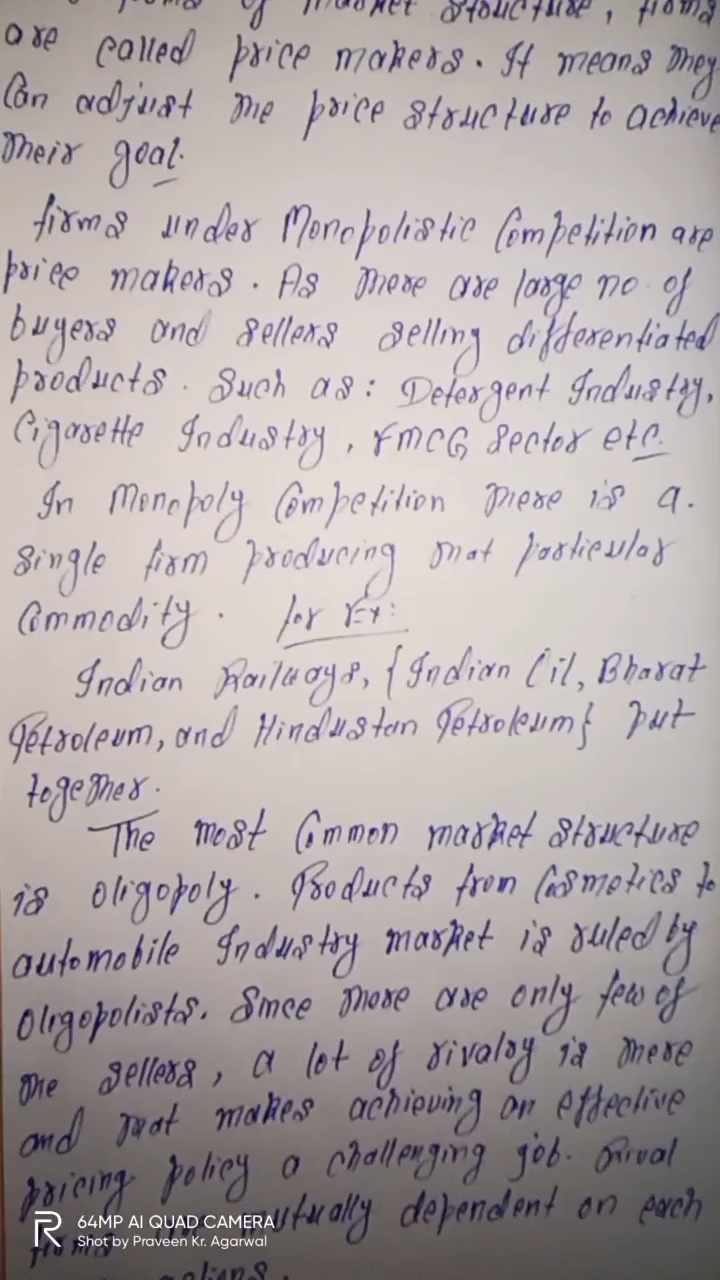 of market structure, firms
are called price makers. It means they
Can adjust the price structure to achieve
their goal.
firms under Monopolistic Competition are
price makers. As there are large no. of
buyers and sellers selling differentiated
products. Such as: Detergent Industry,
Cigarette Industry, FMCG Sector etc.
In Monopoly Competition there is a.
single firm producing that particular
Commodity. for Ex:
Indian Railways, {Indian Oil, Bharat
Petroleum, and Hindustan Petroleum} put
together.
The most Common market structure
is oligopoly. Products from Cosmetics to
automobile Industry market is ruled by
Oligopolists. Since there are only few of
the sellers, a lot of rivalry is there
and that makes achieving an effective
pricing policy a challenging job. Rival
firms mutually dependent on each
64MP AI QUAD CAMERA
Shot by Praveen Kr. Agarwal